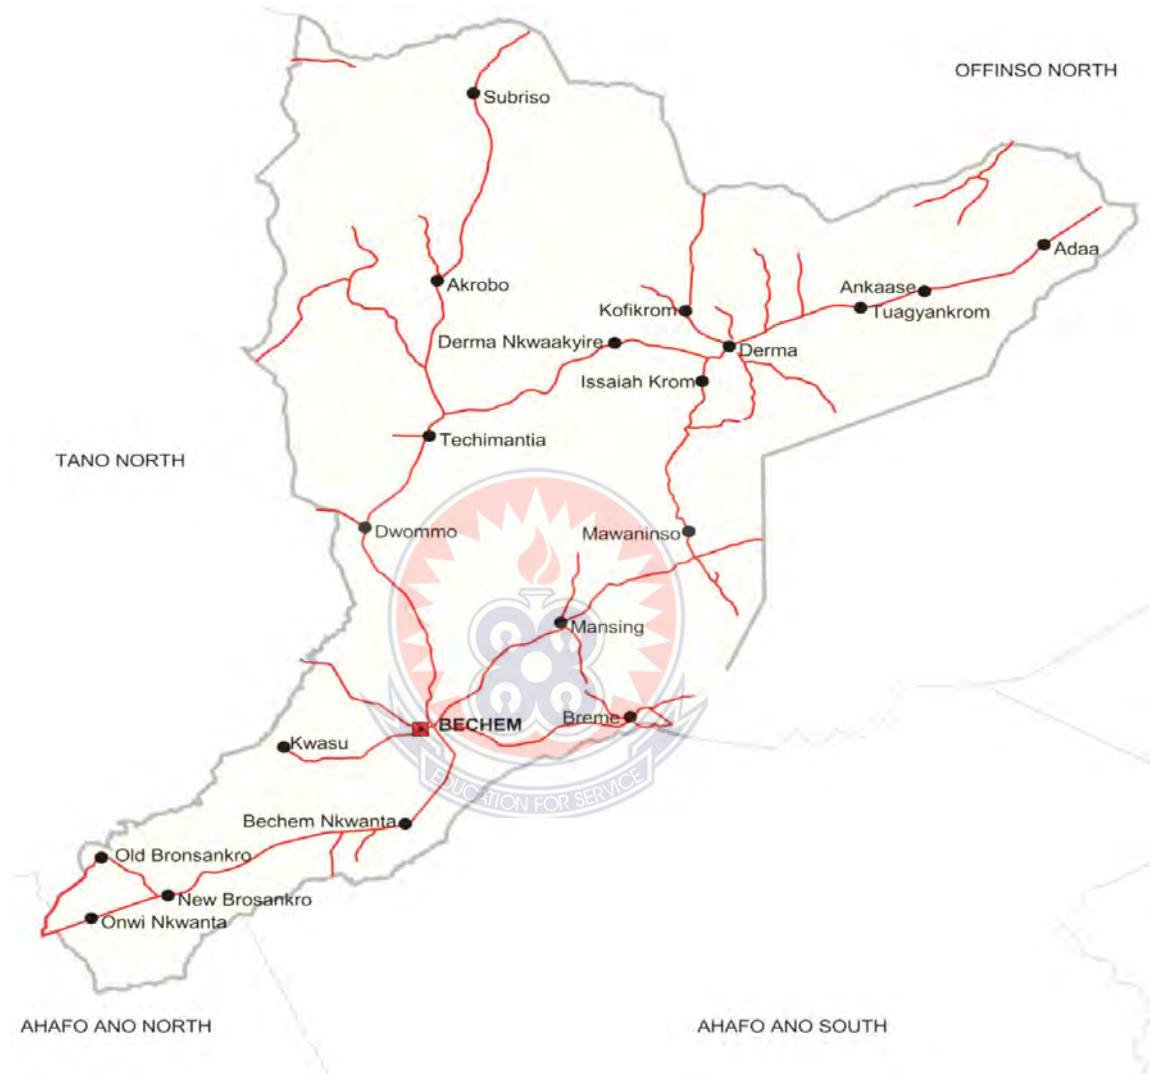 OFFINSO NORTH
Subriso
Adaa
Akrobo
Ankaase
Kofikrom
Tuagyankrom
Derma Nkwaakyire
Derma
Issaiah Krom
Techimantia
TANO NORTH
Dwommo
Mawaninso
Mansing
Breme
BECHEM
Kwasu
EDUCATION FOR SERVICE
Bechem Nkwanta
Old Bronsankro
New Brosankro
Onwi Nkwanta
AHAFO ANO NORTH
AHAFO ANO SOUTH